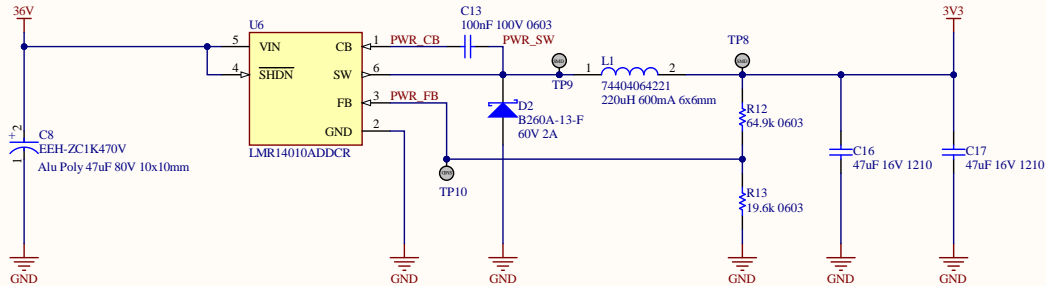 36V
3V3
U6
C13
100nF 100V 0603
VIN
5
SHDN
4
CB
1
PWR_CB
PWR_SW
SW
6
FB
3
PWR_FB
GND
2
LMR14010ADDCR
TP9
L1
1
2
74404064221
220uH 600mA 6x6mm
TP8
D2
B260A-13-F
60V 2A
R12
64.9k 0603
+
2
1
C8
EEH-ZC1K470V
Alu Poly 47uF 80V 10x10mm
TP10
R13
19.6k 0603
C16
47uF 16V 1210
C17
47uF 16V 1210
GND
GND
GND
GND
GND
GND